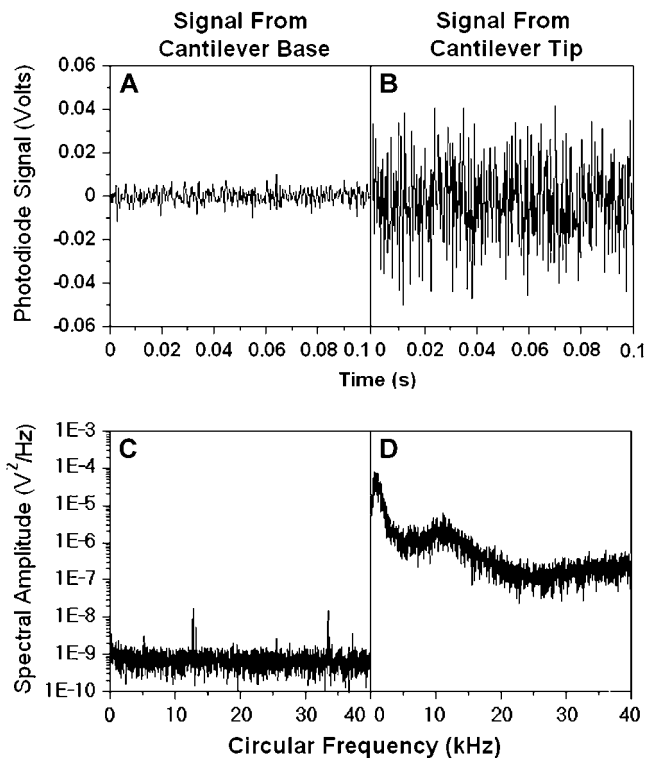 Signal From Cantilever Base
Signal From Cantilever Tip
Photodiode Signal (Volts)
0.06
0.04
0.02
0
-0.02
-0.04
-0.06
A
B
0 0.02 0.04 0.06 0.08 0.1 0 0.02 0.04 0.06 0.08 0.1
Time (s)
Spectral Amplitude (V²/Hz)
1E-3
1E-4
1E-5
1E-6
1E-7
1E-8
1E-9
1E-10
C
D
0 10 20 30 40 0 10 20 30 40
Circular Frequency (kHz)